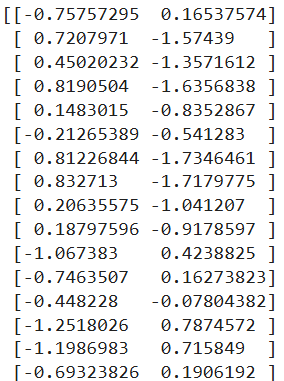 [[-0.75757295  0.16537574]
 [ 0.7207971  -1.57439   ]
 [ 0.45020232 -1.3571612 ]
 [ 0.8190504  -1.6356838 ]
 [ 0.1483015  -0.8352867 ]
 [-0.21265389 -0.541283  ]
 [ 0.81226844 -1.7346461 ]
 [ 0.832713   -1.7179775 ]
 [ 0.20635575 -1.041207  ]
 [ 0.18797596 -0.9178597 ]
 [-1.067383    0.4238825 ]
 [-0.7463507   0.16273823]
 [-0.448228   -0.07804382]
 [-1.2518026   0.7874572 ]
 [-1.1986983   0.715849  ]
 [-0.69323826  0.1906192 ]